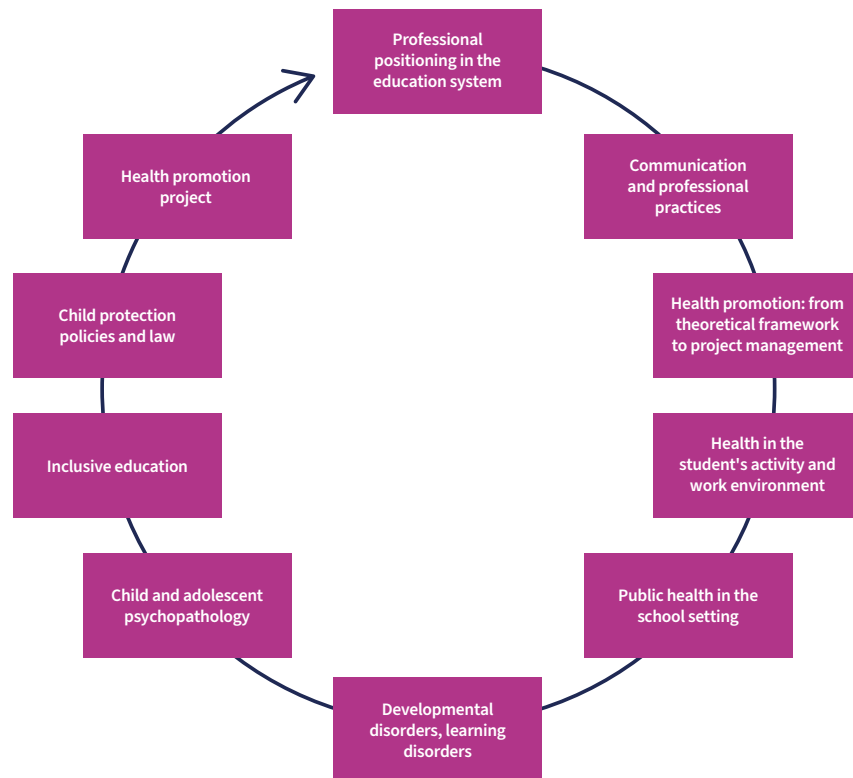 Professional
positioning in the
education system
Communication
and professional
practices
Health promotion: from
theoretical framework
to project management
Health in the
student's activity and
work environment
Public health in the
school setting
Developmental
disorders, learning
disorders
Child and adolescent
psychopathology
Inclusive education
Child protection
policies and law
Health promotion
project